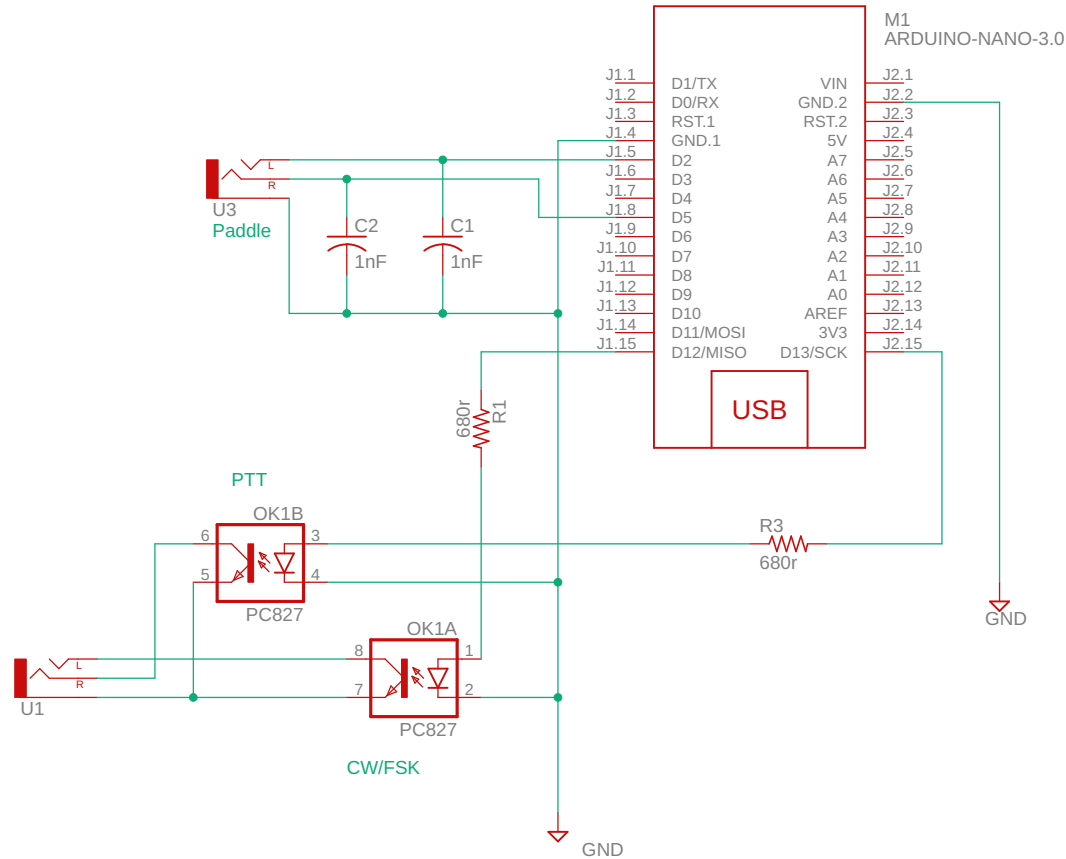 M1
ARDUINO-NANO-3.0
J1.1 D1/TX VIN J2.1
J1.2 D0/RX GND.2 J2.2
J1.3 RST.1 RST.2 J2.3
J1.4 GND.1 5V J2.4
J1.5 D2 A7 J2.5
J1.6 D3 A6 J2.6
J1.7 D4 A5 J2.7
J1.8 D5 A4 J2.8
J1.9 D6 A3 J2.9
J1.10 D7 A2 J2.10
J1.11 D8 A1 J2.11
J1.12 D9 A0 J2.12
J1.13 D10 AREF J2.13
J1.14 D11/MOSI 3V3 J2.14
J1.15 D12/MISO D13/SCK J2.15
USB
L
R
U3
Paddle
C2
1nF
C1
1nF
680r
R1
PTT
OK1B
6 3
5 4
PC827
R3
680r
GND
OK1A
8 1
7 2
PC827
L
R
U1
CW/FSK
GND